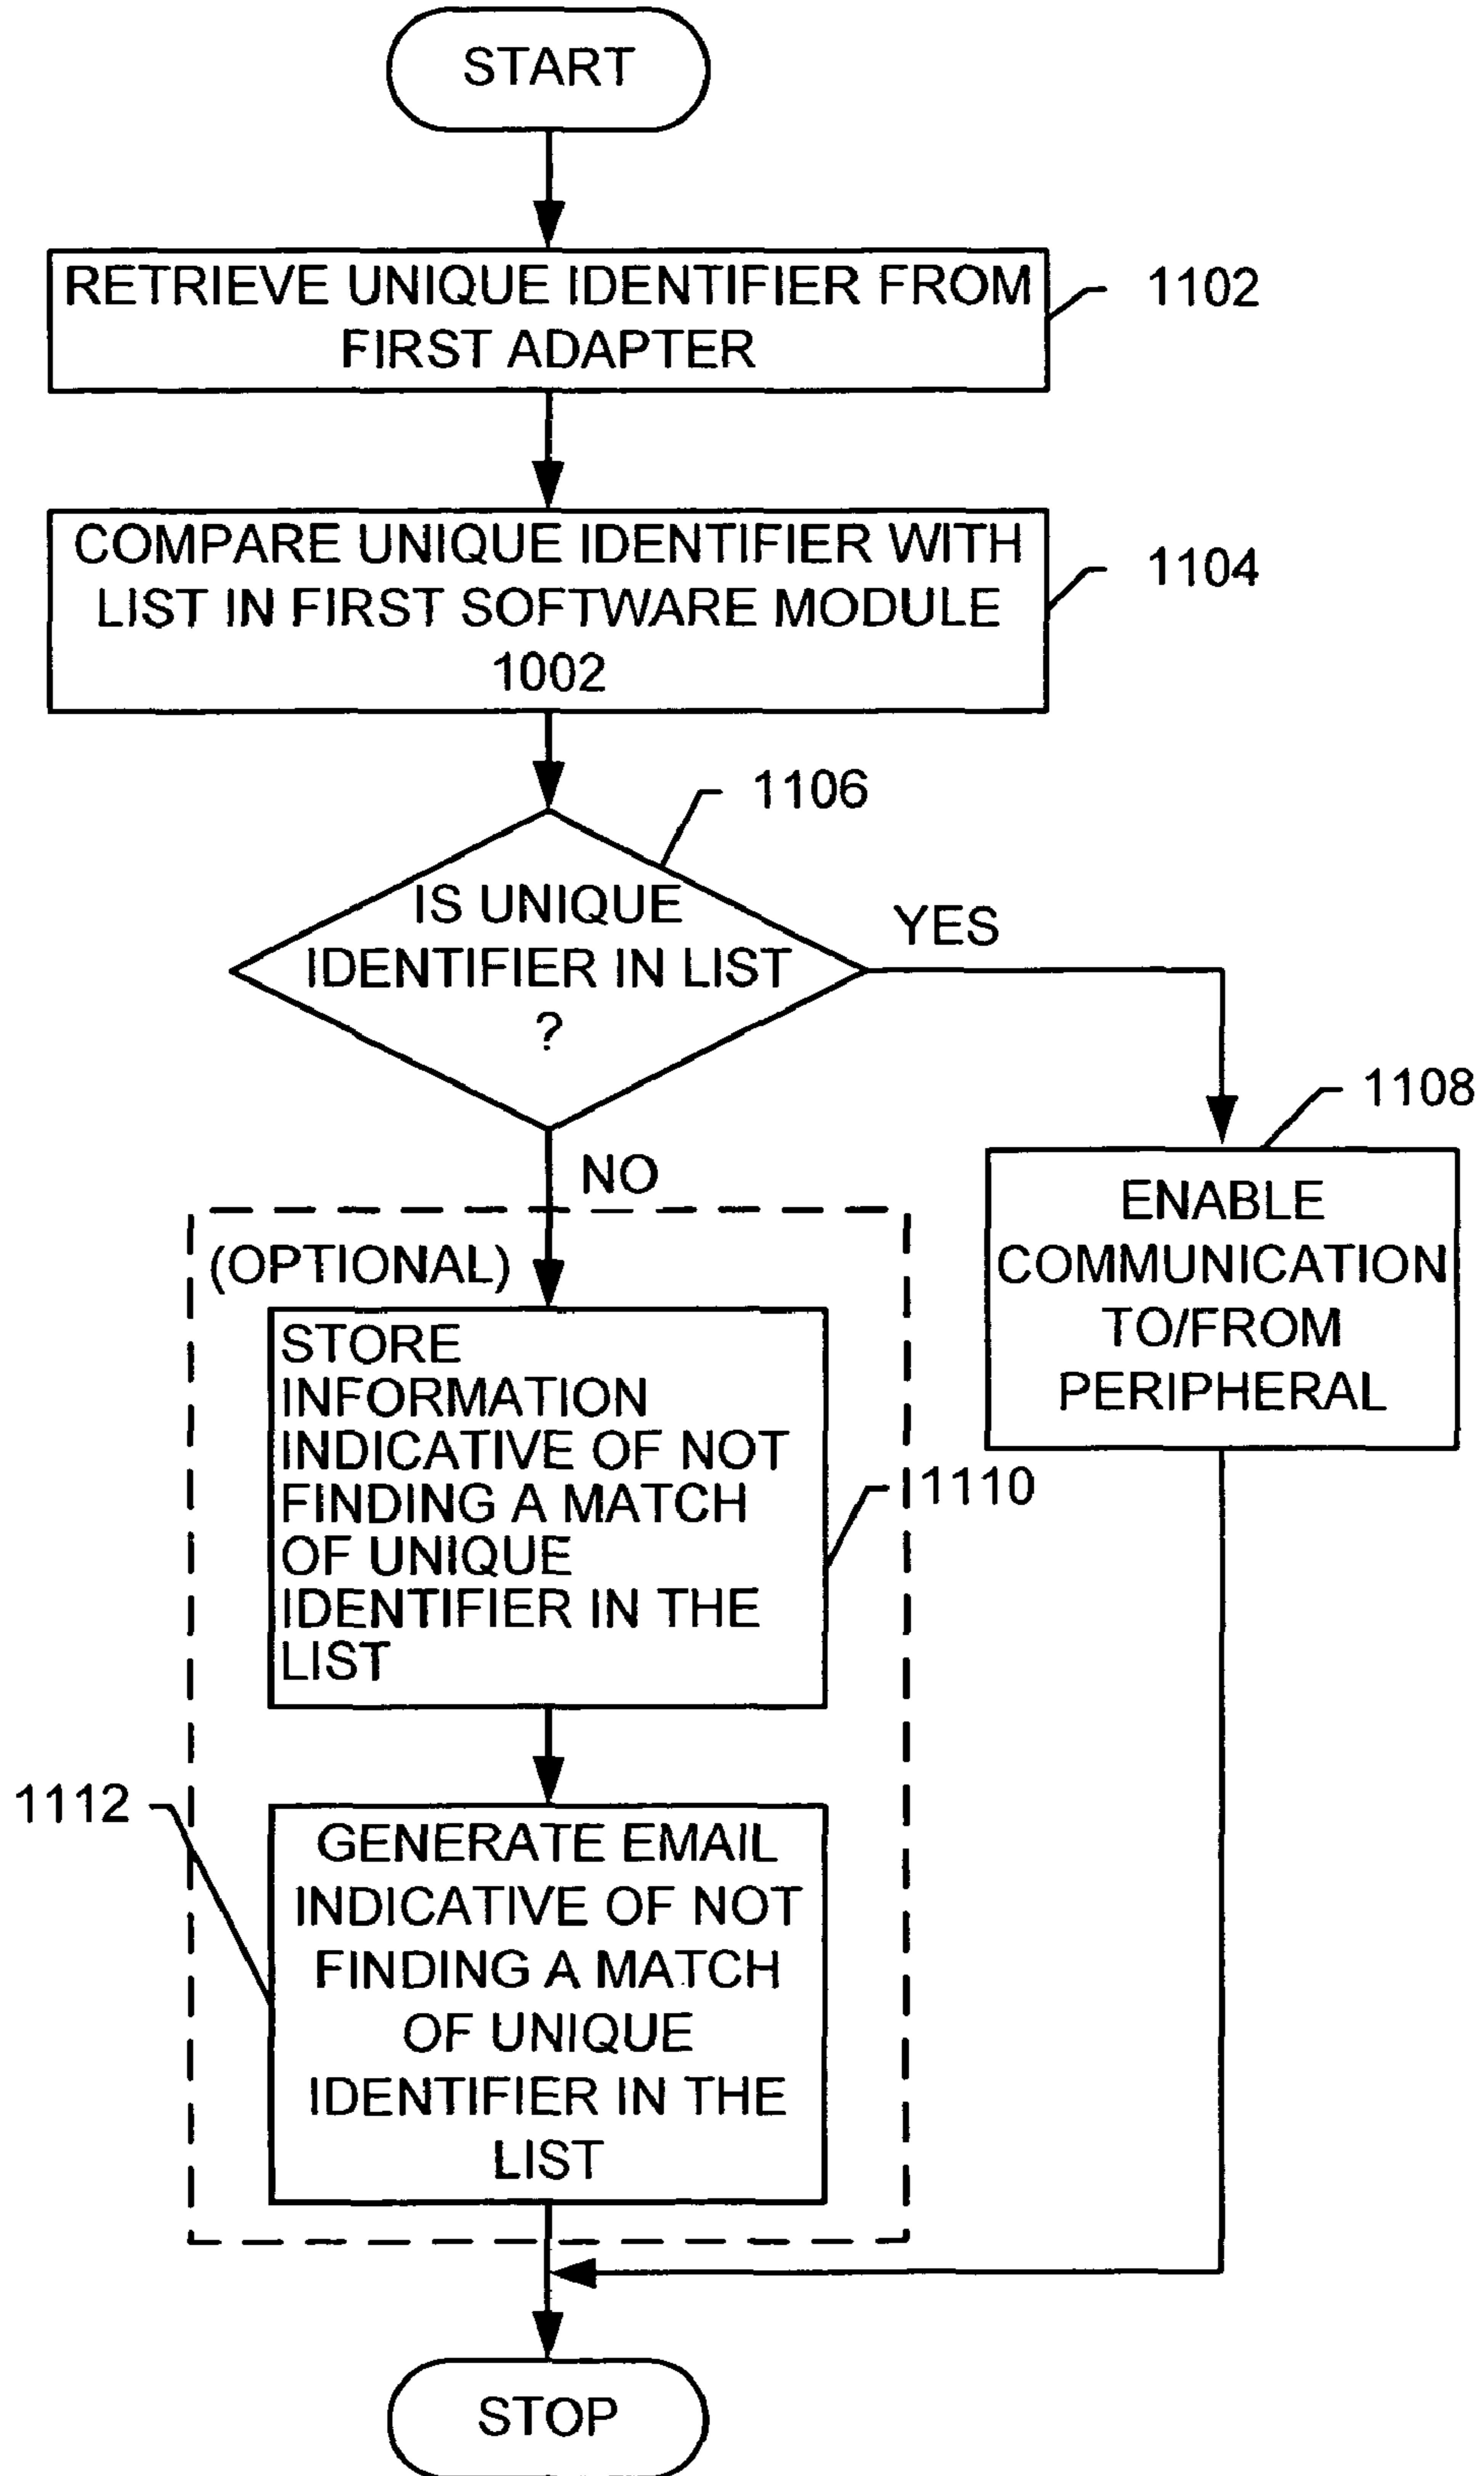 START
RETRIEVE UNIQUE IDENTIFIER FROM
FIRST ADAPTER
1102
COMPARE UNIQUE IDENTIFIER WITH
LIST IN FIRST SOFTWARE MODULE
1002
1104
1106
IS UNIQUE
IDENTIFIER IN LIST
?
YES
NO
1108
ENABLE
COMMUNICATION
TO/FROM
PERIPHERAL
(OPTIONAL)
STORE
INFORMATION
INDICATIVE OF NOT
FINDING A MATCH
OF UNIQUE
IDENTIFIER IN THE
LIST
1110
1112
GENERATE EMAIL
INDICATIVE OF NOT
FINDING A MATCH
OF UNIQUE
IDENTIFIER IN THE
LIST
STOP